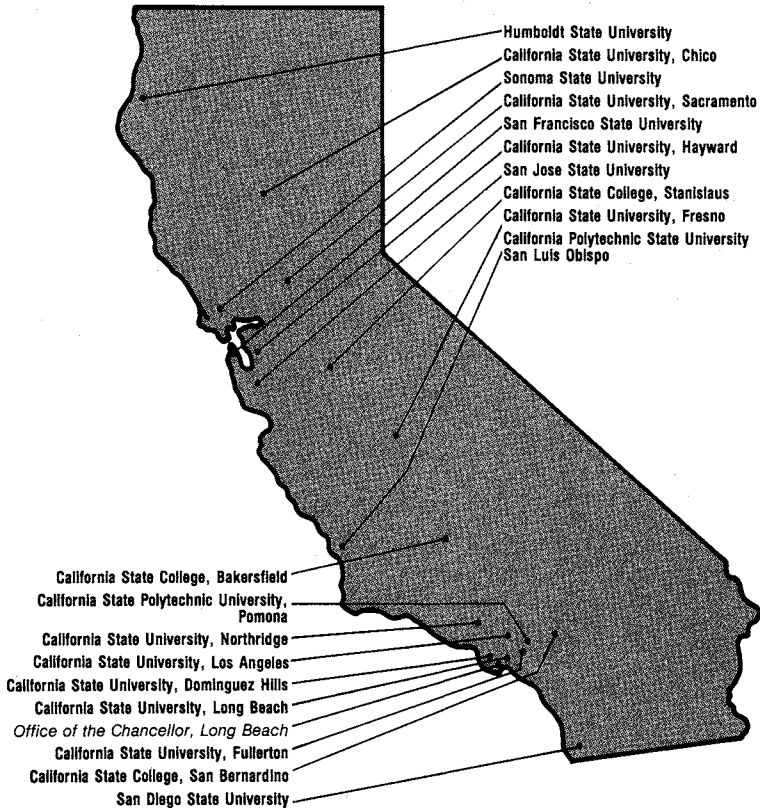 Humboldt State University
California State University, Chico
Sonoma State University
California State University, Sacramento
San Francisco State University
California State University, Hayward
San Jose State University
California State College, Stanislaus
California State University, Fresno
California Polytechnic State University
San Luis Obispo
California State College, Bakersfield
California State Polytechnic University,
Pomona
California State University, Northridge
California State University, Los Angeles
California State University, Dominguez Hills
California State University, Long Beach
Office of the Chancellor, Long Beach
California State University, Fullerton
California State College, San Bernardino
San Diego State University